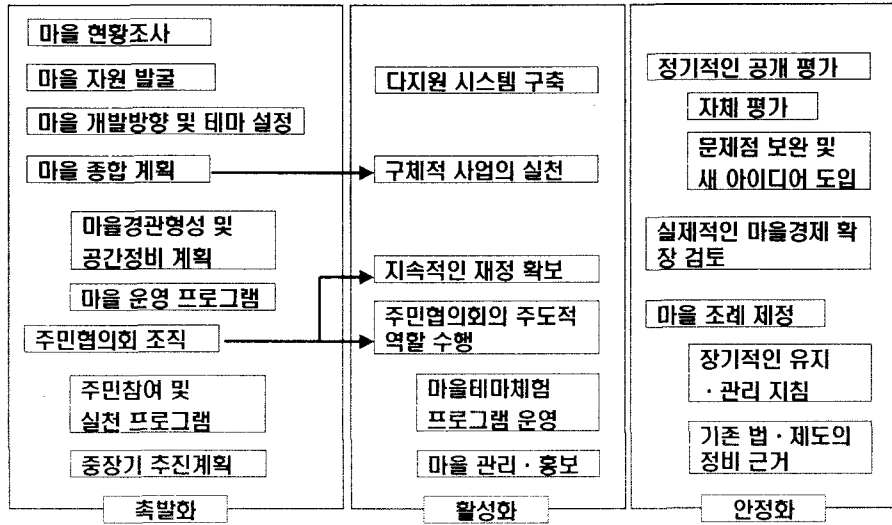 마을 현황조사
마을 자원 발굴
마을 개발방향 및 테마 설정
마을 종합 계획
마을경관형성 및
공간정비 계획
마을 운영 프로그램
주민협의회 조직
주민참여 및
실천 프로그램
중장기 추진계획
촉발화
다지원 시스템 구축
구체적 사업의 실천
지속적인 재정 확보
주민협의회의 주도적
역할 수행
마을테마체험
프로그램 운영
마을 관리 · 홍보
활성화
정기적인 공개 평가
자체 평가
문제점 보완 및
새 아이디어 도입
실제적인 마을경제 확
장 검토
마을 조례 제정
장기적인 유지
· 관리 지침
기존 법 · 제도의
정비 근거
안정화